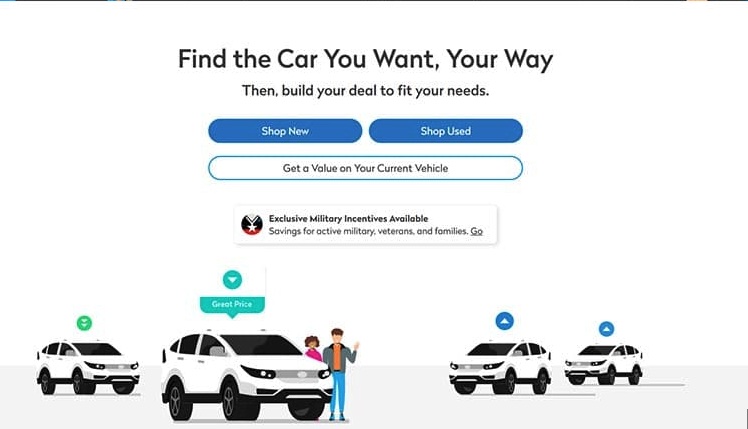 Find the Car You Want, Your Way
Then, build your deal to fit your needs.
Shop New
Shop Used
Get a Value on Your Current Vehicle
Exclusive Military Incentives Available
Savings for active military, veterans, and families. Go
Great Price